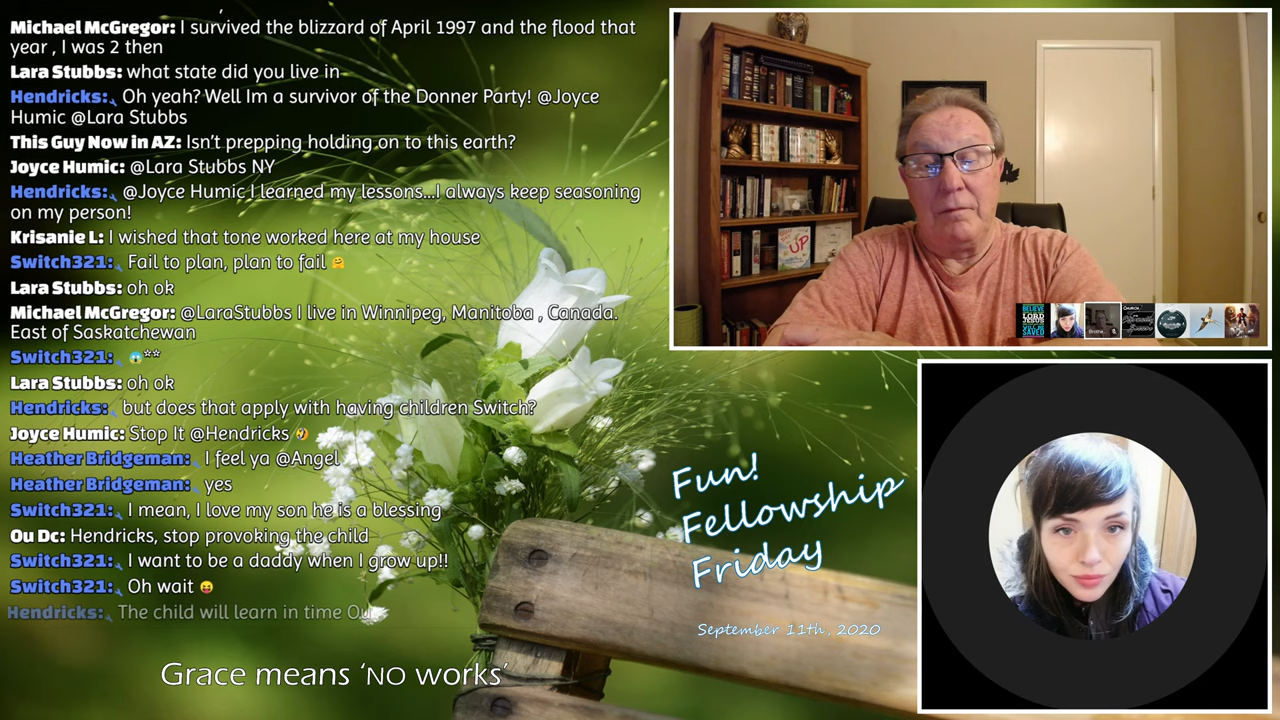 Michael McGregor: I survived the blizzard of April 1997 and the flood that
year , I was 2 then
Lara Stubbs: what state did you live in
Hendricks: Oh yeah? Well Im a survivor of the Donner Party! @Joyce
Humic @Lara Stubbs
This Guy Now in AZ: Isn't prepping holding on to this earth?
Joyce Humic: @Lara Stubbs NY
Hendricks: @Joyce Humic I learned my lessons...I always keep seasoning
on my person!
Krisanie L: I wished that tone worked here at my house
Switch321: Fail to plan, plan to fail 🤗
Lara Stubbs: oh ok
Michael McGregor: @LaraStubbs I live in Winnipeg, Manitoba , Canada.
East of Saskatchewan
Switch321: 😱**
Lara Stubbs: oh ok
Hendricks: but does that apply with having children Switch?
Joyce Humic: Stop It @Hendricks 🤣
Heather Bridgeman: I feel ya @Angel
Heather Bridgeman: yes
Switch321: I mean, I love my son he is a blessing
Ou Dc: Hendricks, stop provoking the child
Switch321: I want to be a daddy when I grow up!!
Switch321: Oh wait 😝
Hendricks: The child will learn in time Ou
Grace means 'NO works'
UP
BELIEVE
LORD
JESUS
SAVED
Brothe...
CHURCH
Fun!
Fellowship
Friday
September 11th, 2020